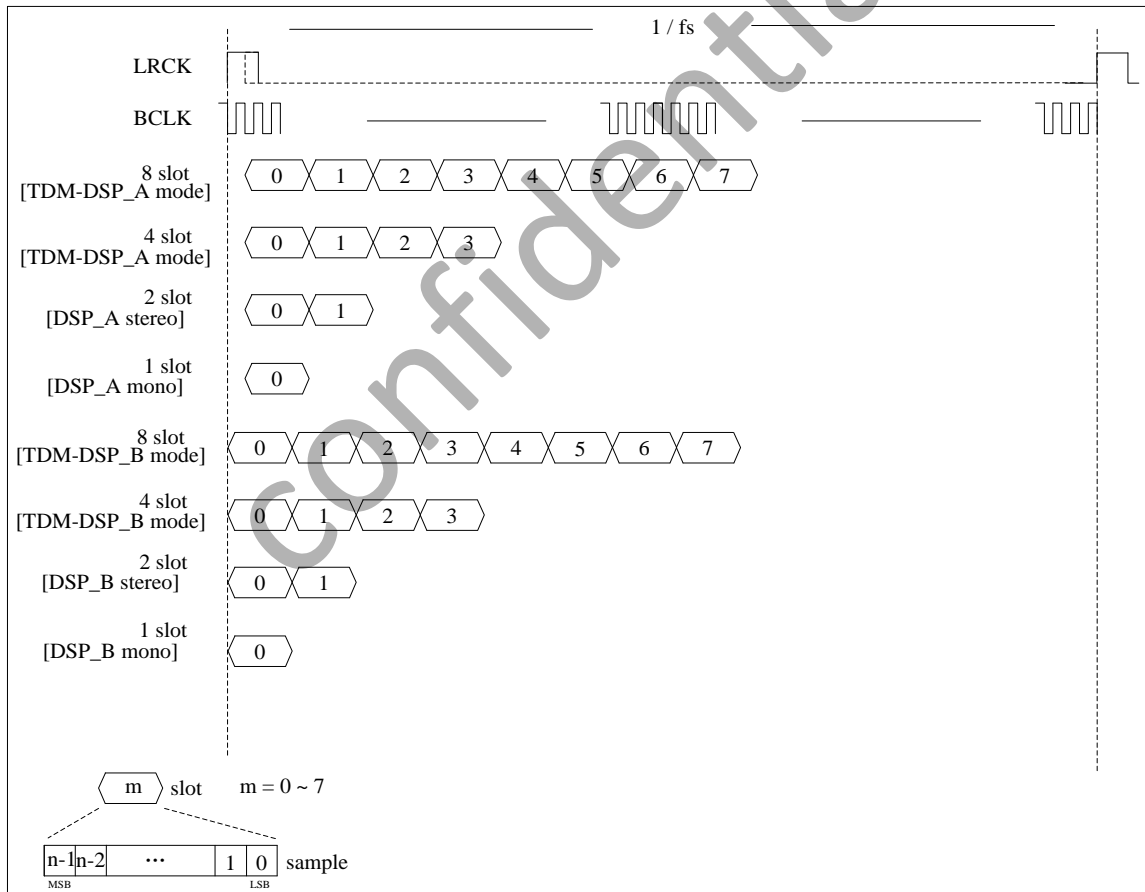 1 / fs
LRCK
BCLK
8 slot
[TDM-DSP_A mode]
0 1 2 3 4 5 6 7
4 slot
[TDM-DSP_A mode]
0 1 2 3
2 slot
[DSP_A stereo]
0 1
1 slot
[DSP_A mono]
0
8 slot
[TDM-DSP_B mode]
0 1 2 3 4 5 6 7
4 slot
[TDM-DSP_B mode]
0 1 2 3
2 slot
[DSP_B stereo]
0 1
1 slot
[DSP_B mono]
0
m slot m = 0 ~ 7
n-1 n-2 ... 1 0 sample
MSB LSB
confidential